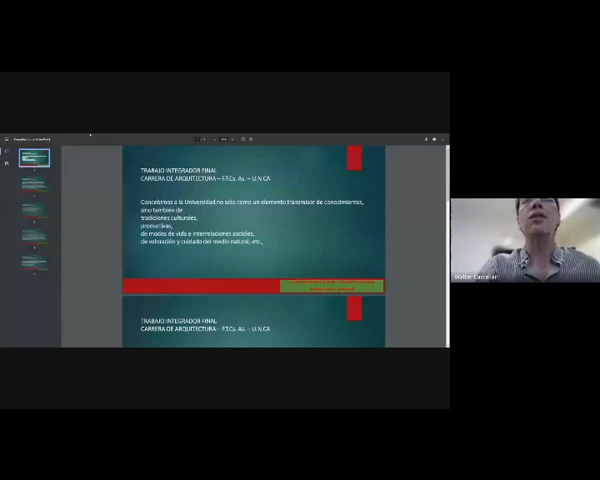 TRABAJO INTEGRADOR FINAL
CARRERA DE ARQUITECTURA – F.T.Cs. As. – U.N.CA
Concebimos a la Universidad no solo como un elemento transmisor de conocimientos,
sino también de
tradiciones culturales,
productivas,
de modos de vida e interrelaciones sociales,
de valoración y cuidado del medio natural, etc.,
TRABAJO INTEGRADOR FINAL
CARRERA DE ARQUITECTURA – F.T.Cs. As. – U.N.CA
Walter Castellan